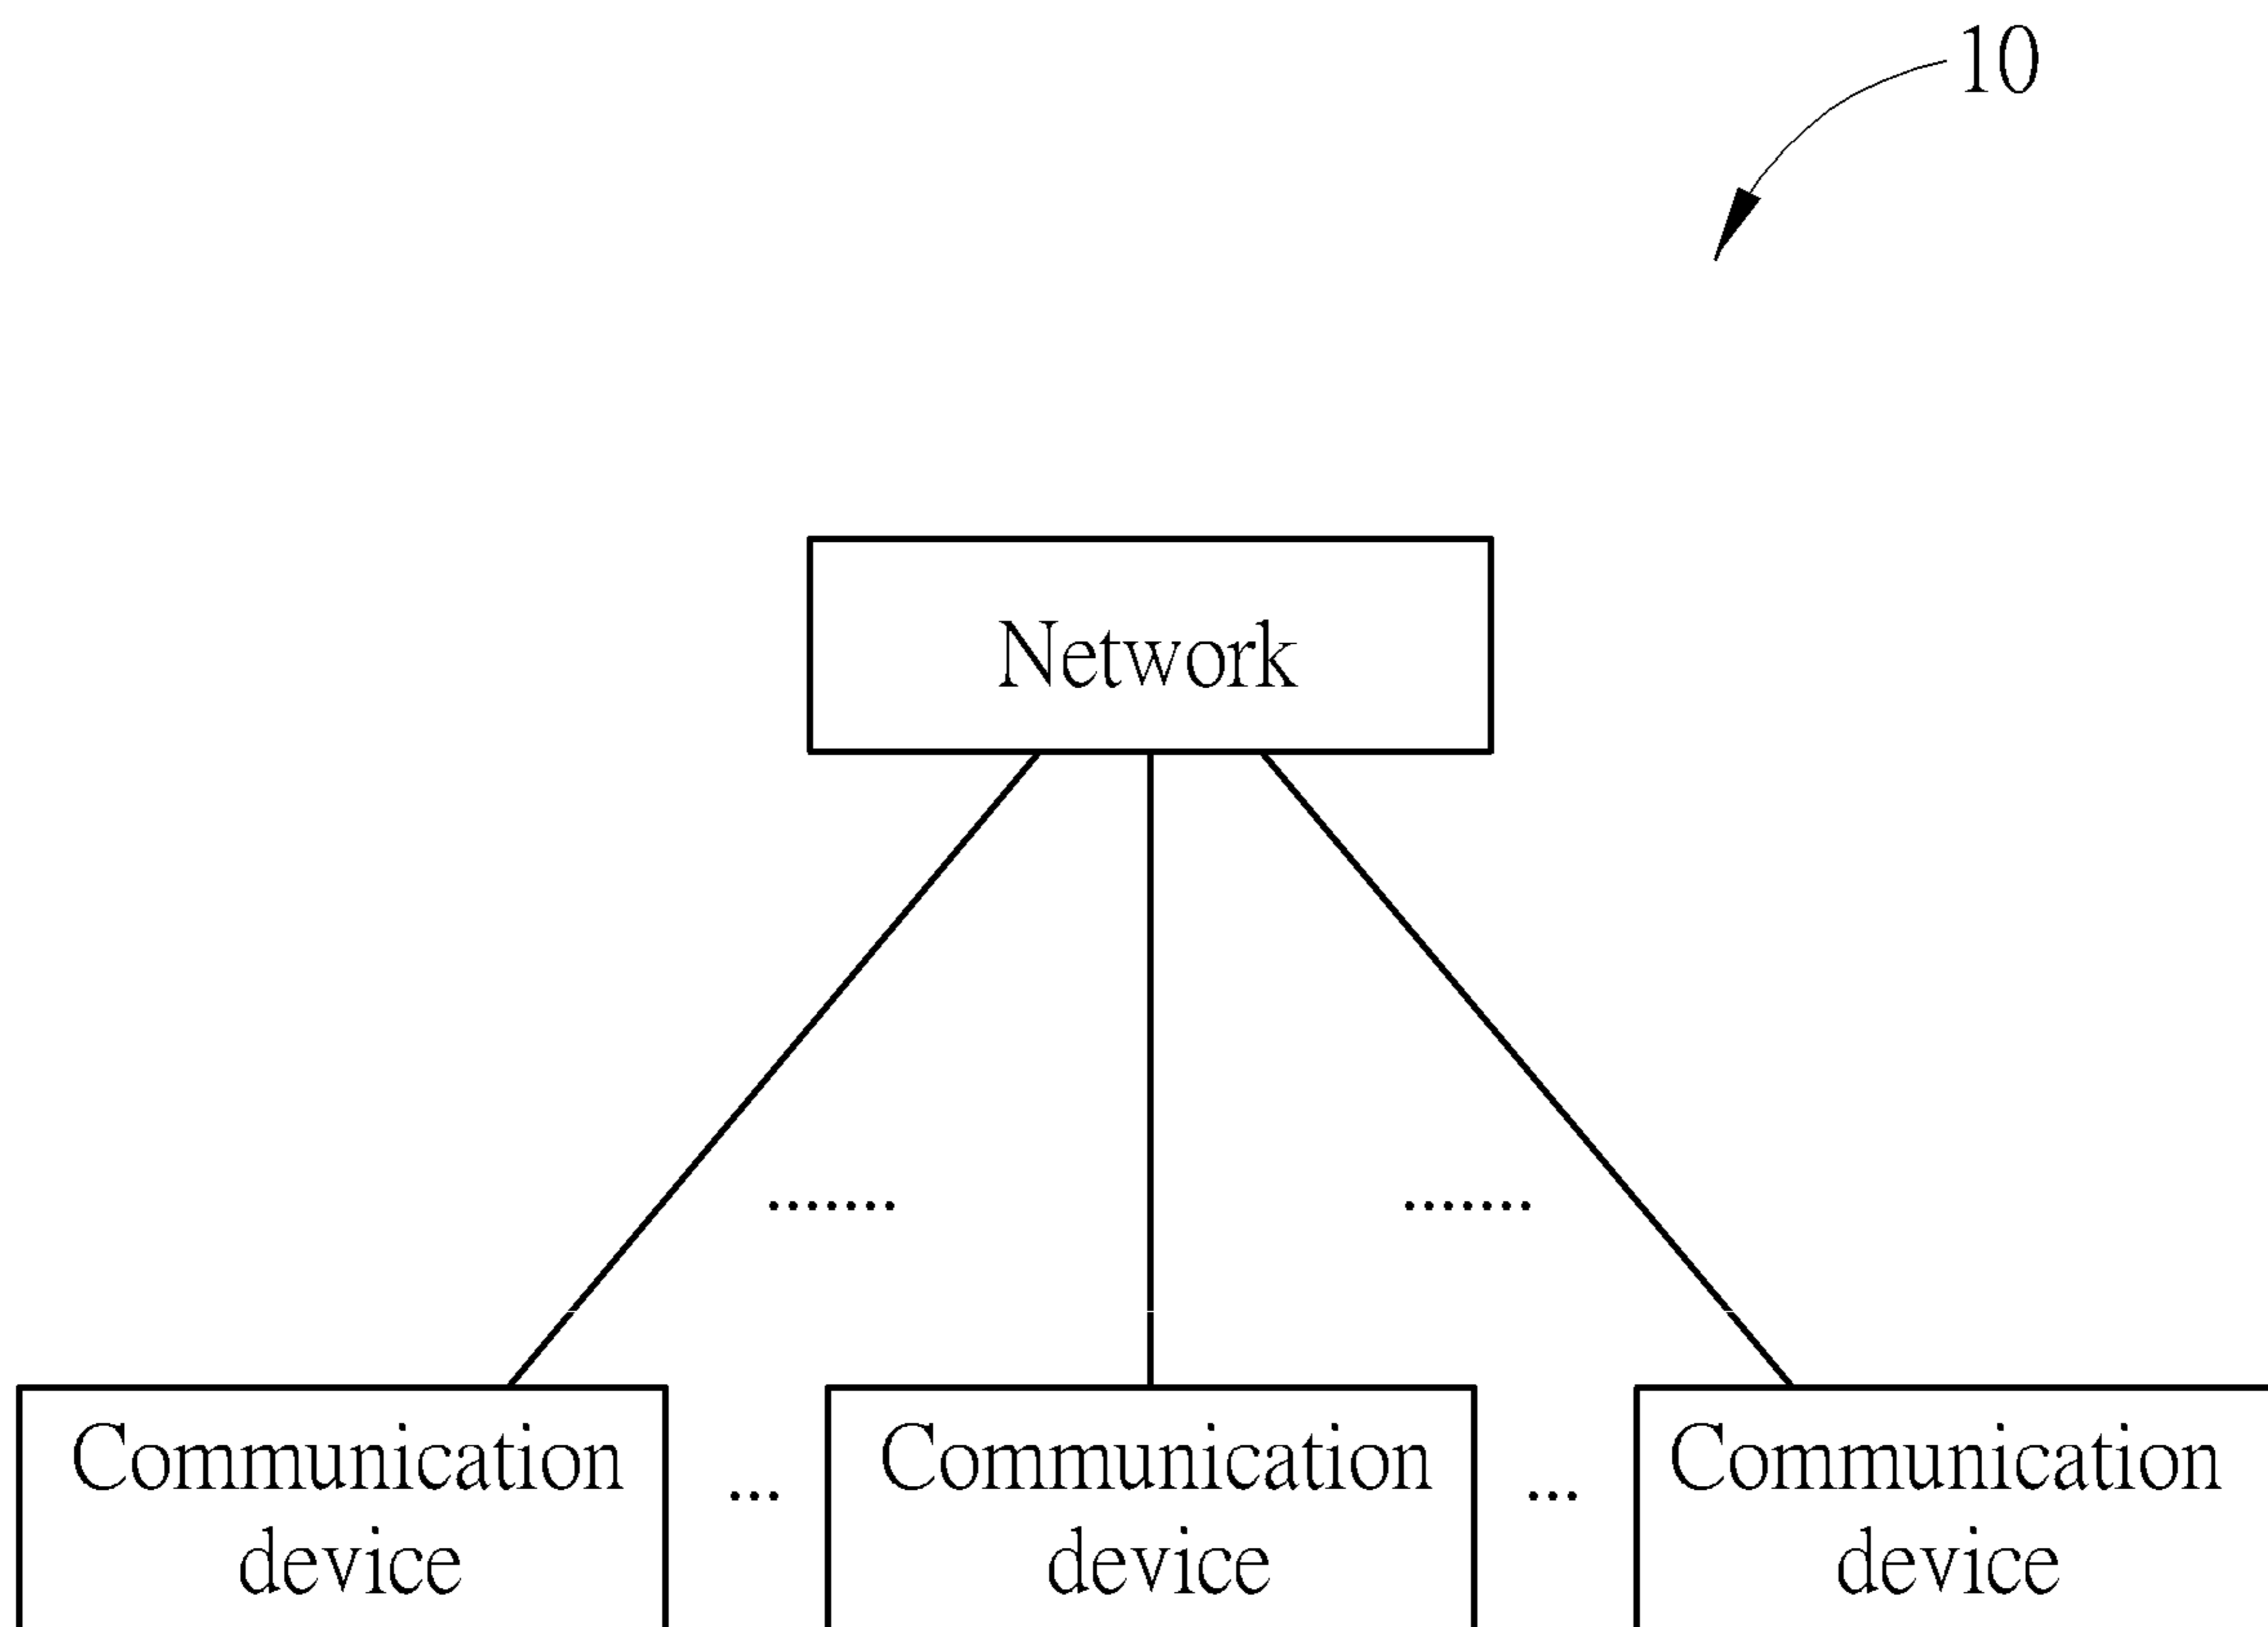 10
Network
.......
.......
Communication
device
...
Communication
device
...
Communication
device